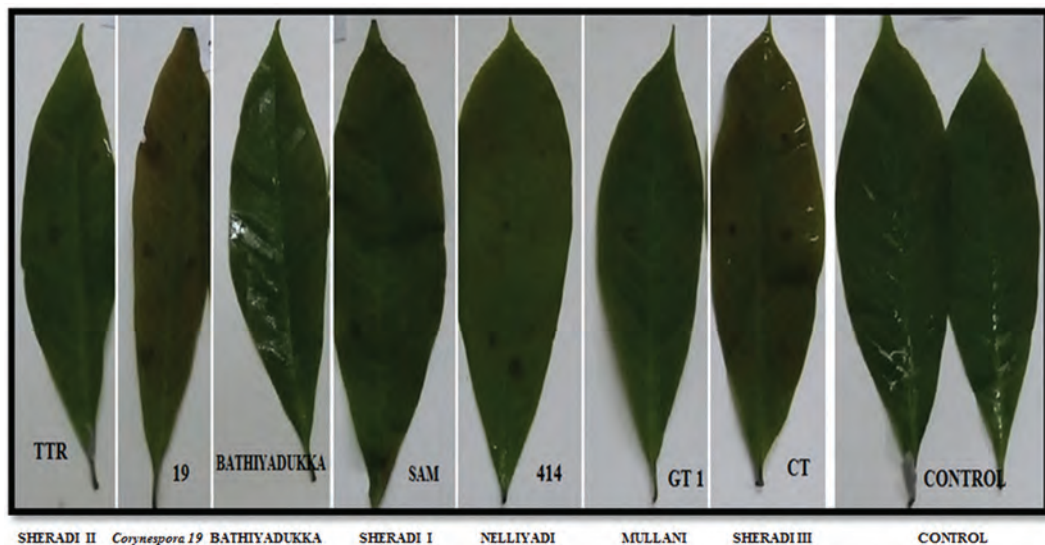 TTR
19
BATHIYADUKKA
SAM
414
GT 1
CT
CONTROL
SHERADI II Corynespora 19 BATHIYADUKKA SHERADI I NELLIYADI MULLANI SHERADI III CONTROL